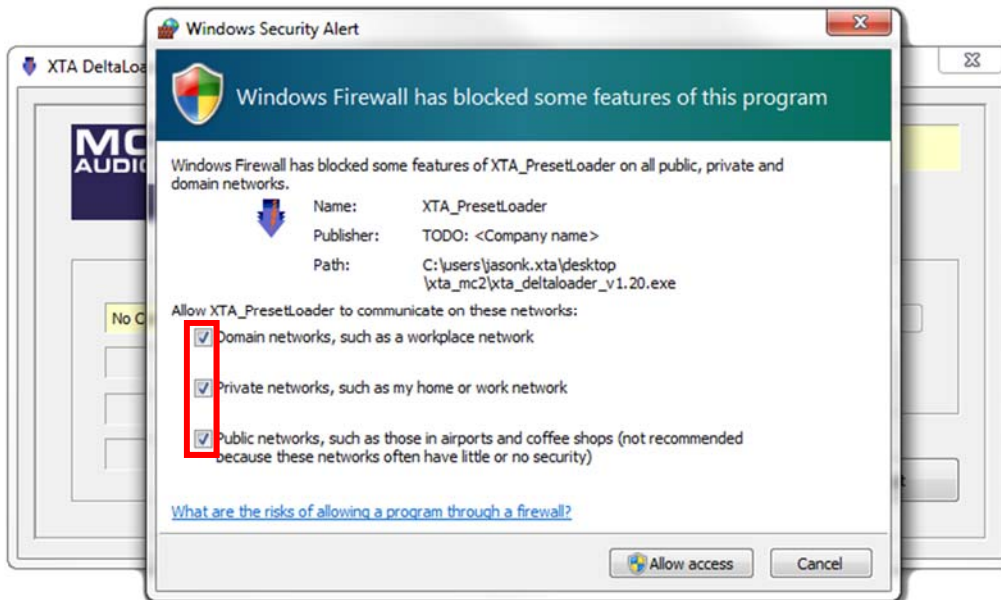 Windows Security Alert
XTA DeltaLoa
Windows Firewall has blocked some features of this program
MC
AUDIO
Windows Firewall has blocked some features of XTA_PresetLoader on all public, private and
domain networks.
Name: XTA_PresetLoader
Publisher: TODO: <Company name>
Path: C:\users\jasonk.xta\desktop
\xta_mc2\xta_deltaloader_v1.20.exe
Allow XTA_PresetLoader to communicate on these networks:
No C
Domain networks, such as a workplace network
Private networks, such as my home or work network
Public networks, such as those in airports and coffee shops (not recommended
because these networks often have little or no security)
What are the risks of allowing a program through a firewall?
Allow access
Cancel